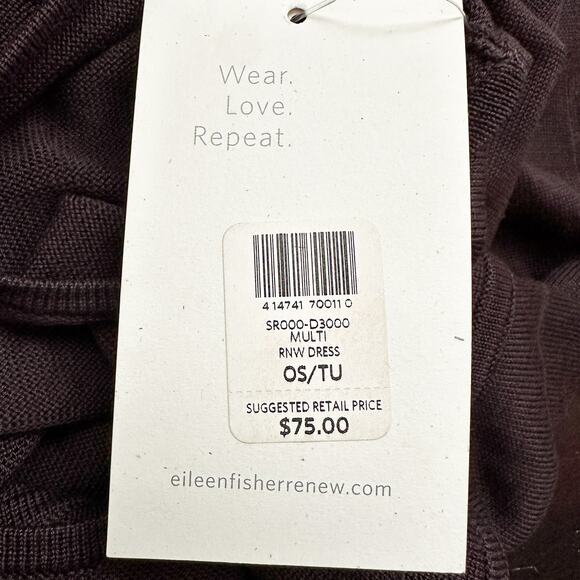 Wear.
Love.
Repeat.
4 14741 70011 0
SR000-D3000
MULTI
RNW DRESS
OS/TU
SUGGESTED RETAIL PRICE
$75.00
eileenfisherrenew.com